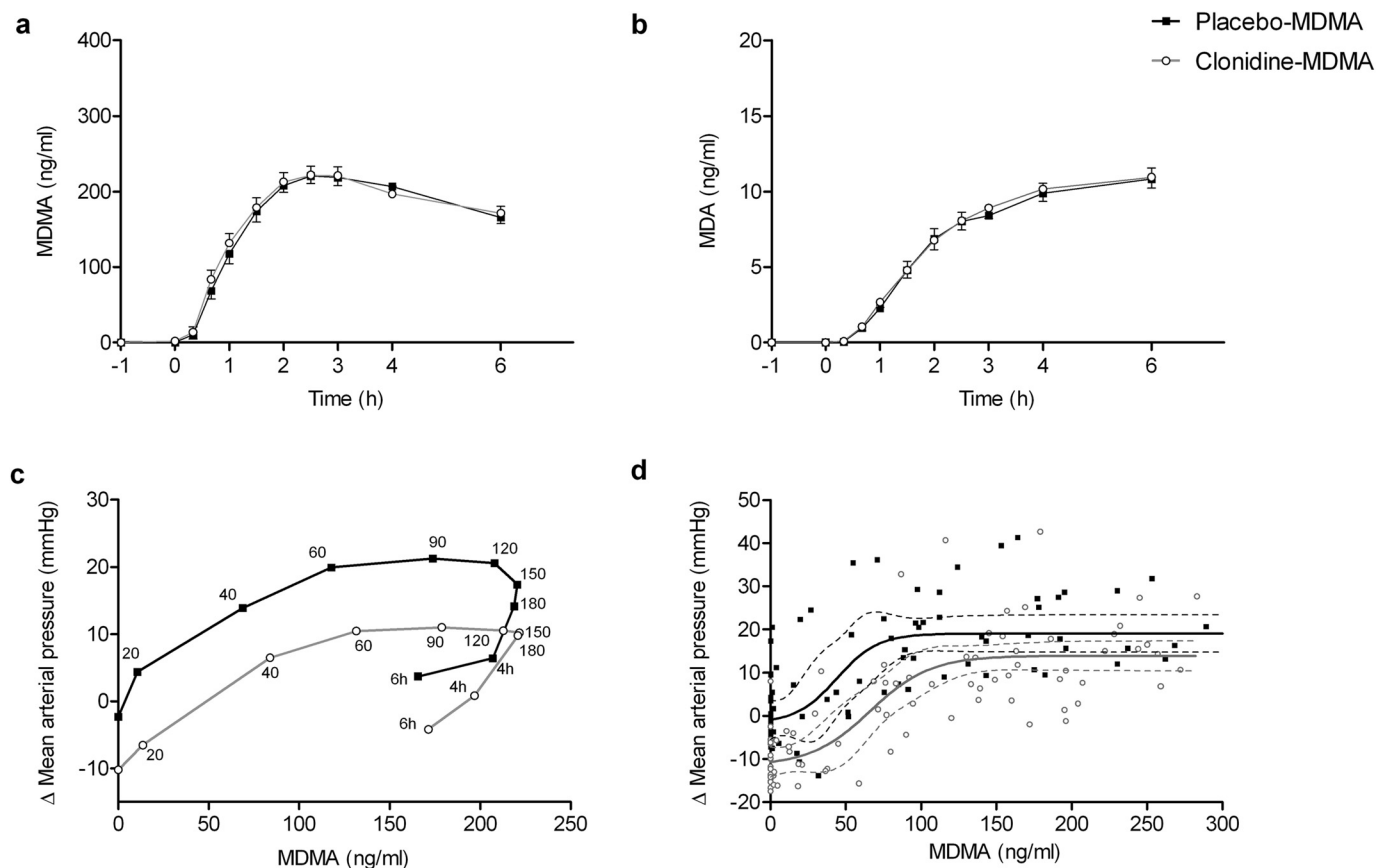 a
400
300
200
100
0
MDMA (ng/ml)
-1 0 1 2 3 4 6
Time (h)
b
20
15
10
5
0
MDA (ng/ml)
-1 0 1 2 3 4 6
Time (h)
Placebo-MDMA
Clonidine-MDMA
c
30
20
10
0
-10
Δ Mean arterial pressure (mmHg)
20
40
60
90
120
150
180
4h
6h
20
40
60
90
120
150
180
4h
6h
0 50 100 150 200 250
MDMA (ng/ml)
d
50
40
30
20
10
0
-10
-20
Δ Mean arterial pressure (mmHg)
0 50 100 150 200 250 300
MDMA (ng/ml)